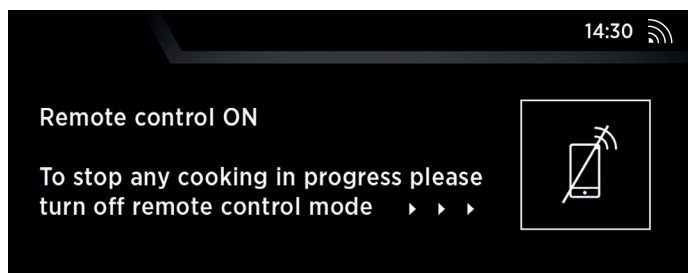 14:30
Remote control ON
To stop any cooking in progress please
turn off remote control mode